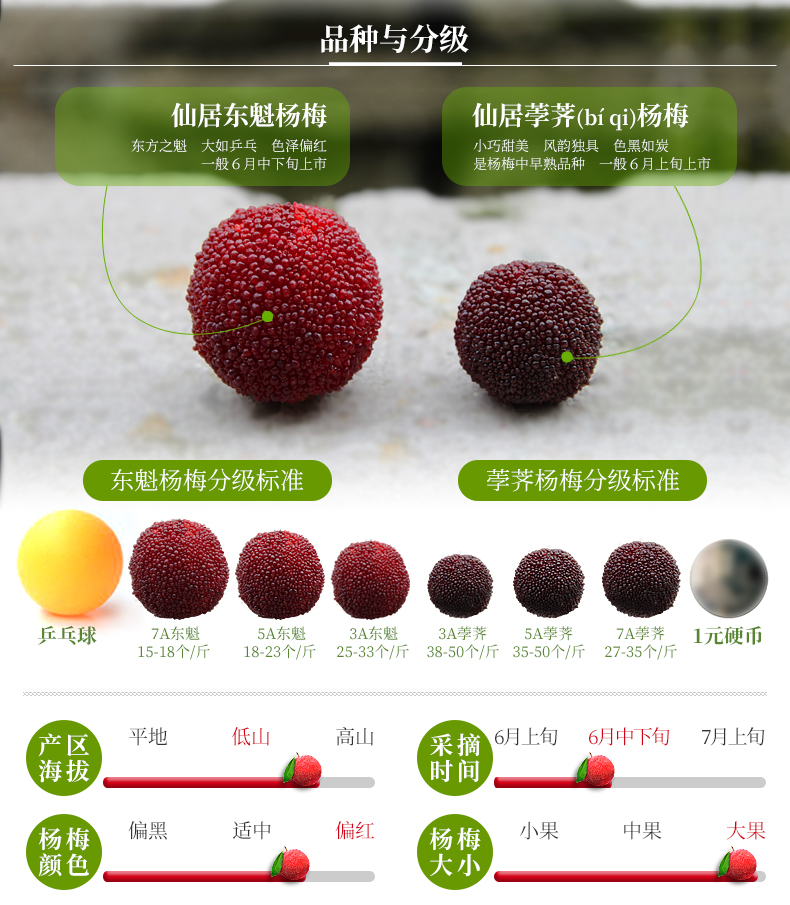 品种与分级
仙居东魁杨梅
东方之魁 大如乒乓 色泽偏红
一般6月中下旬上市
仙居荸荠(bí qi)杨梅
小巧甜美 风韵独具 色黑如炭
是杨梅中早熟品种 一般6月上旬上市
东魁杨梅分级标准
荸荠杨梅分级标准
乒乓球
7A东魁
15-18个/斤
5A东魁
18-23个/斤
3A东魁
25-33个/斤
3A荸荠
38-50个/斤
5A荸荠
35-50个/斤
7A荸荠
27-35个/斤
1元硬币
产区
海拔
平地 低山 高山
采摘
时间
6月上旬 6月中下旬 7月上旬
杨梅
颜色
偏黑 适中 偏红
杨梅
大小
小果 中果 大果